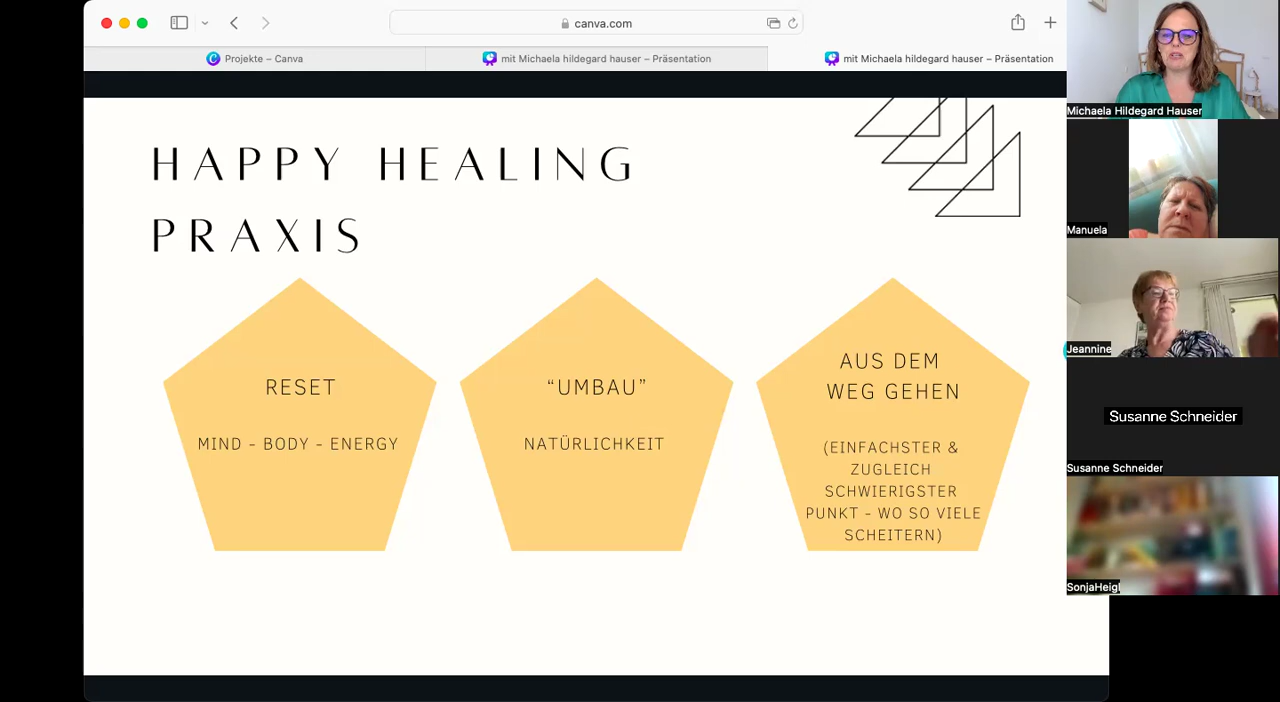 canva.com
Projekte – Canva
mit Michaela hildegard hauser – Präsentation
mit Michaela hildegard hauser – Präsentation
HAPPY HEALING
PRAXIS
RESET
MIND - BODY - ENERGY
“UMBAU”
NATÜRLICHKEIT
AUS DEM
WEG GEHEN
(EINFACHSTER &
ZUGLEICH
SCHWIERIGSTER
PUNKT - WO SO VIELE
SCHEITERN)
Michaela Hildegard Hauser
Manuela
Jeannine
Susanne Schneider
Susanne Schneider
SonjaHeigl